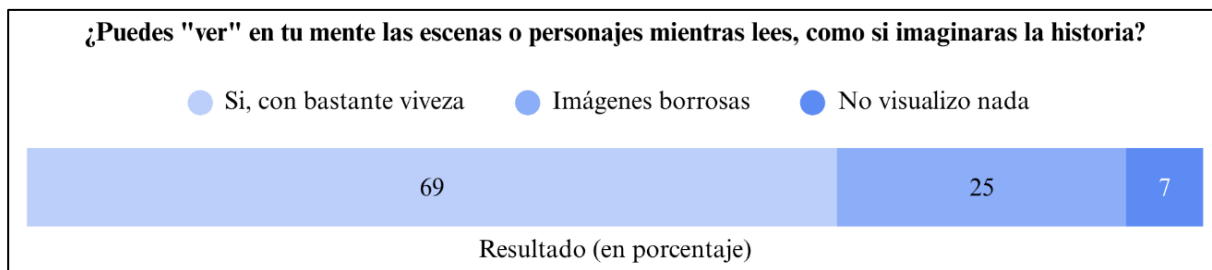 ¿Puedes "ver" en tu mente las escenas o personajes mientras lees, como si imaginaras la historia?
Si, con bastante viveza Imágenes borrosas No visualizo nada
69 25 7
Resultado (en porcentaje)